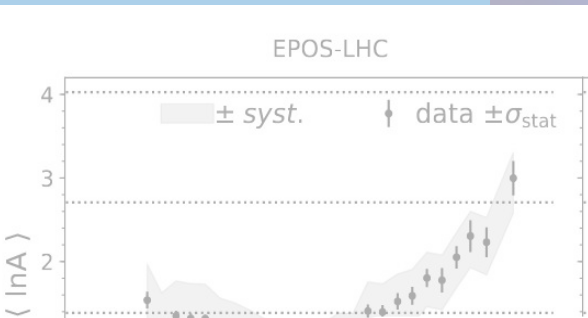 EPOS-LHC
4
± syst.
data ±σstat
3
⟨ lnA ⟩
2